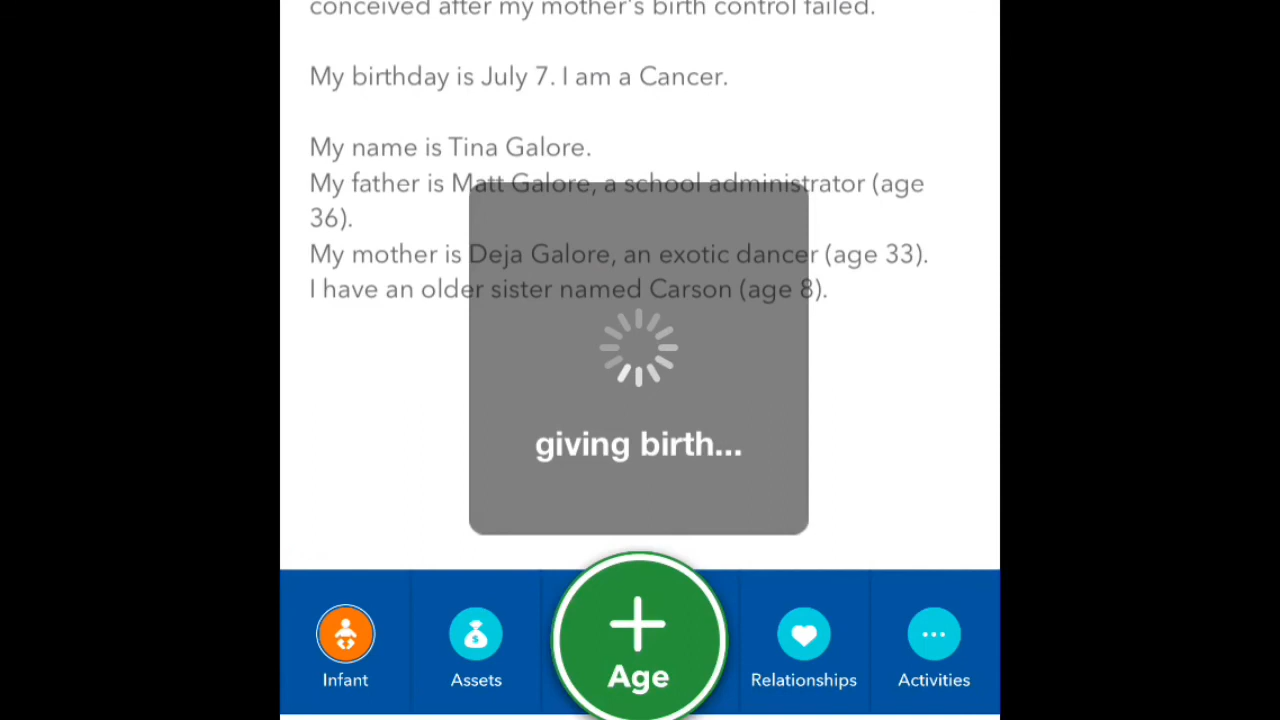 conceived after my mother's birth control failed.
My birthday is July 7. I am a Cancer.
My name is Tina Galore.
My father is Matt Galore, a school administrator (age
36).
My mother is Deja Galore, an exotic dancer (age 33).
I have an older sister named Carson (age 8).
giving birth...
Infant
Assets
Age
Relationships
Activities